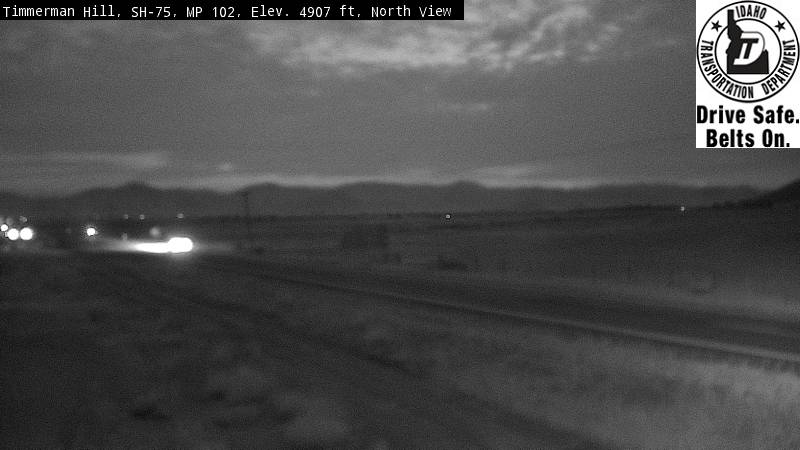 Timmerman Hill, SH-75, MP 102, Elev. 4907 ft, North View
IDAHO
TRANSPORTATION DEPARTMENT
Drive Safe.
Belts On.